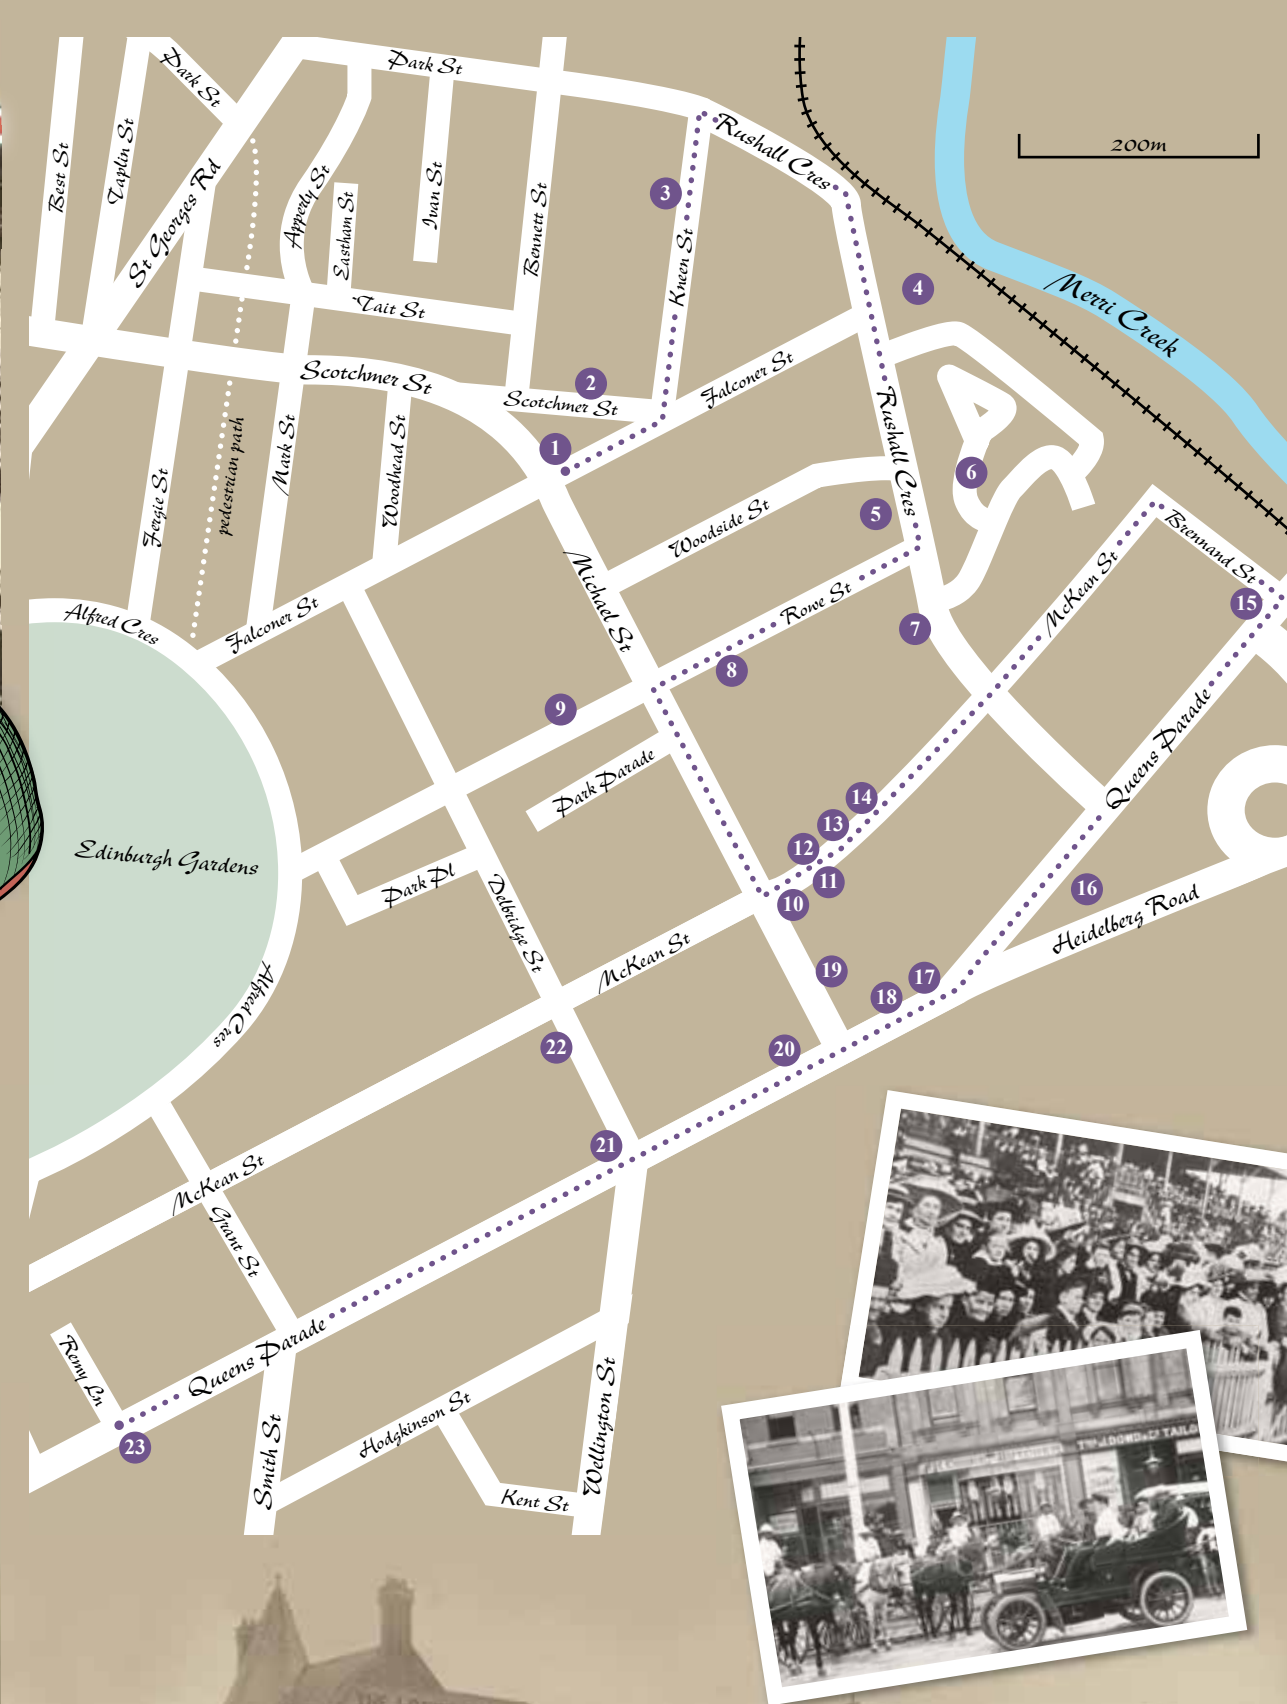 Park St
Park St
Best St
Taplin St
St Georges Rd
Apperly St
Eastham St
Ivan St
Bennett St
Kneen St
Rushall Cres
200m
Merri Creek
Tait St
Scotchmer St
Scotchmer St
Falconer St
Rushall Cres
Fergie St
pedestrian path
Mark St
Woodhead St
Woodside St
Michael St
Rowe St
McKean St
Brennand St
Alfred Cres
Falconer St
Park Parade
Queens Parade
Edinburgh Gardens
Park Pl
Delbridge St
McKean St
Heidelberg Road
Alfred Cres
McKean St
Grant St
Remy Ln
Queens Parade
Smith St
Hodgkinson St
Wellington St
Kent St
1
2
3
4
5
6
7
8
9
10
11
12
13
14
15
16
17
18
19
20
21
22
23